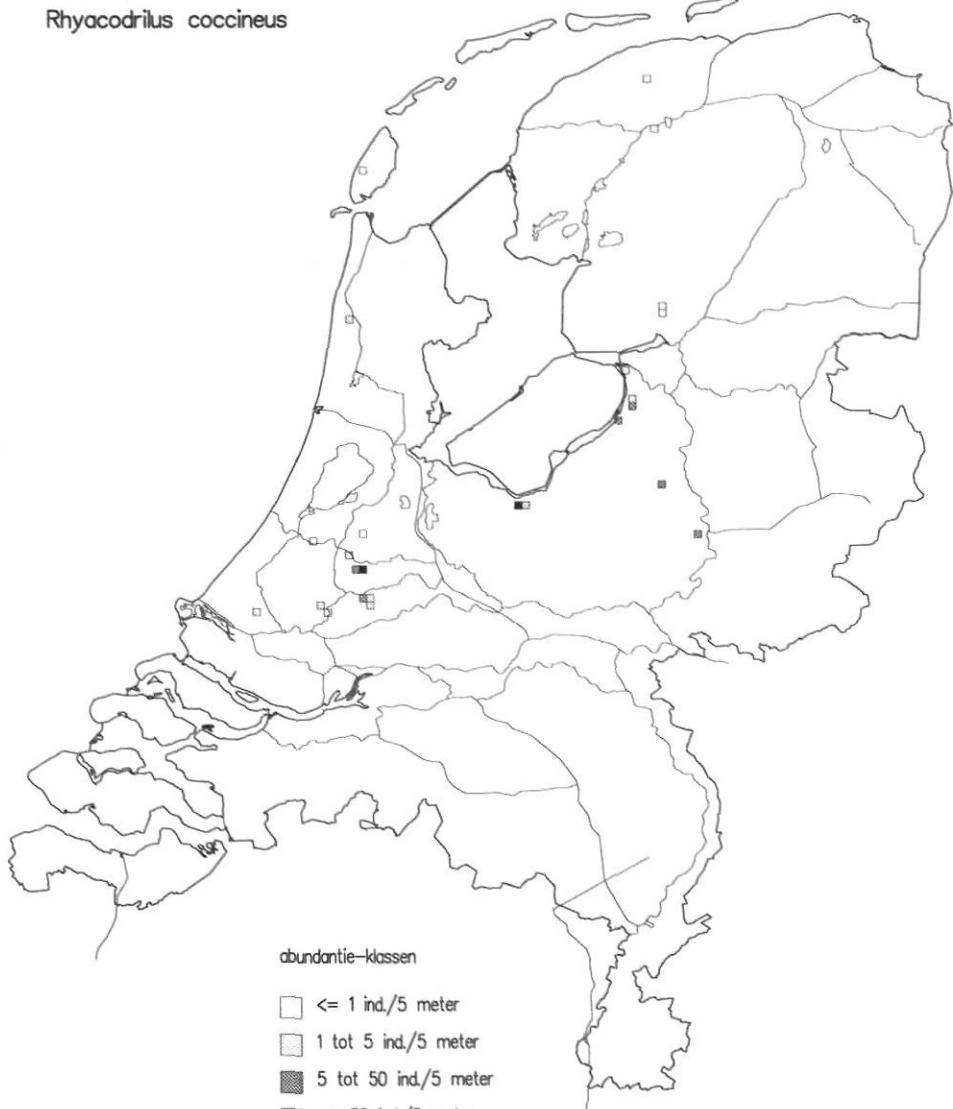 Rhyacodrilus coccineus
abundantie-klassen
<= 1 ind./5 meter
1 tot 5 ind./5 meter
5 tot 50 ind./5 meter